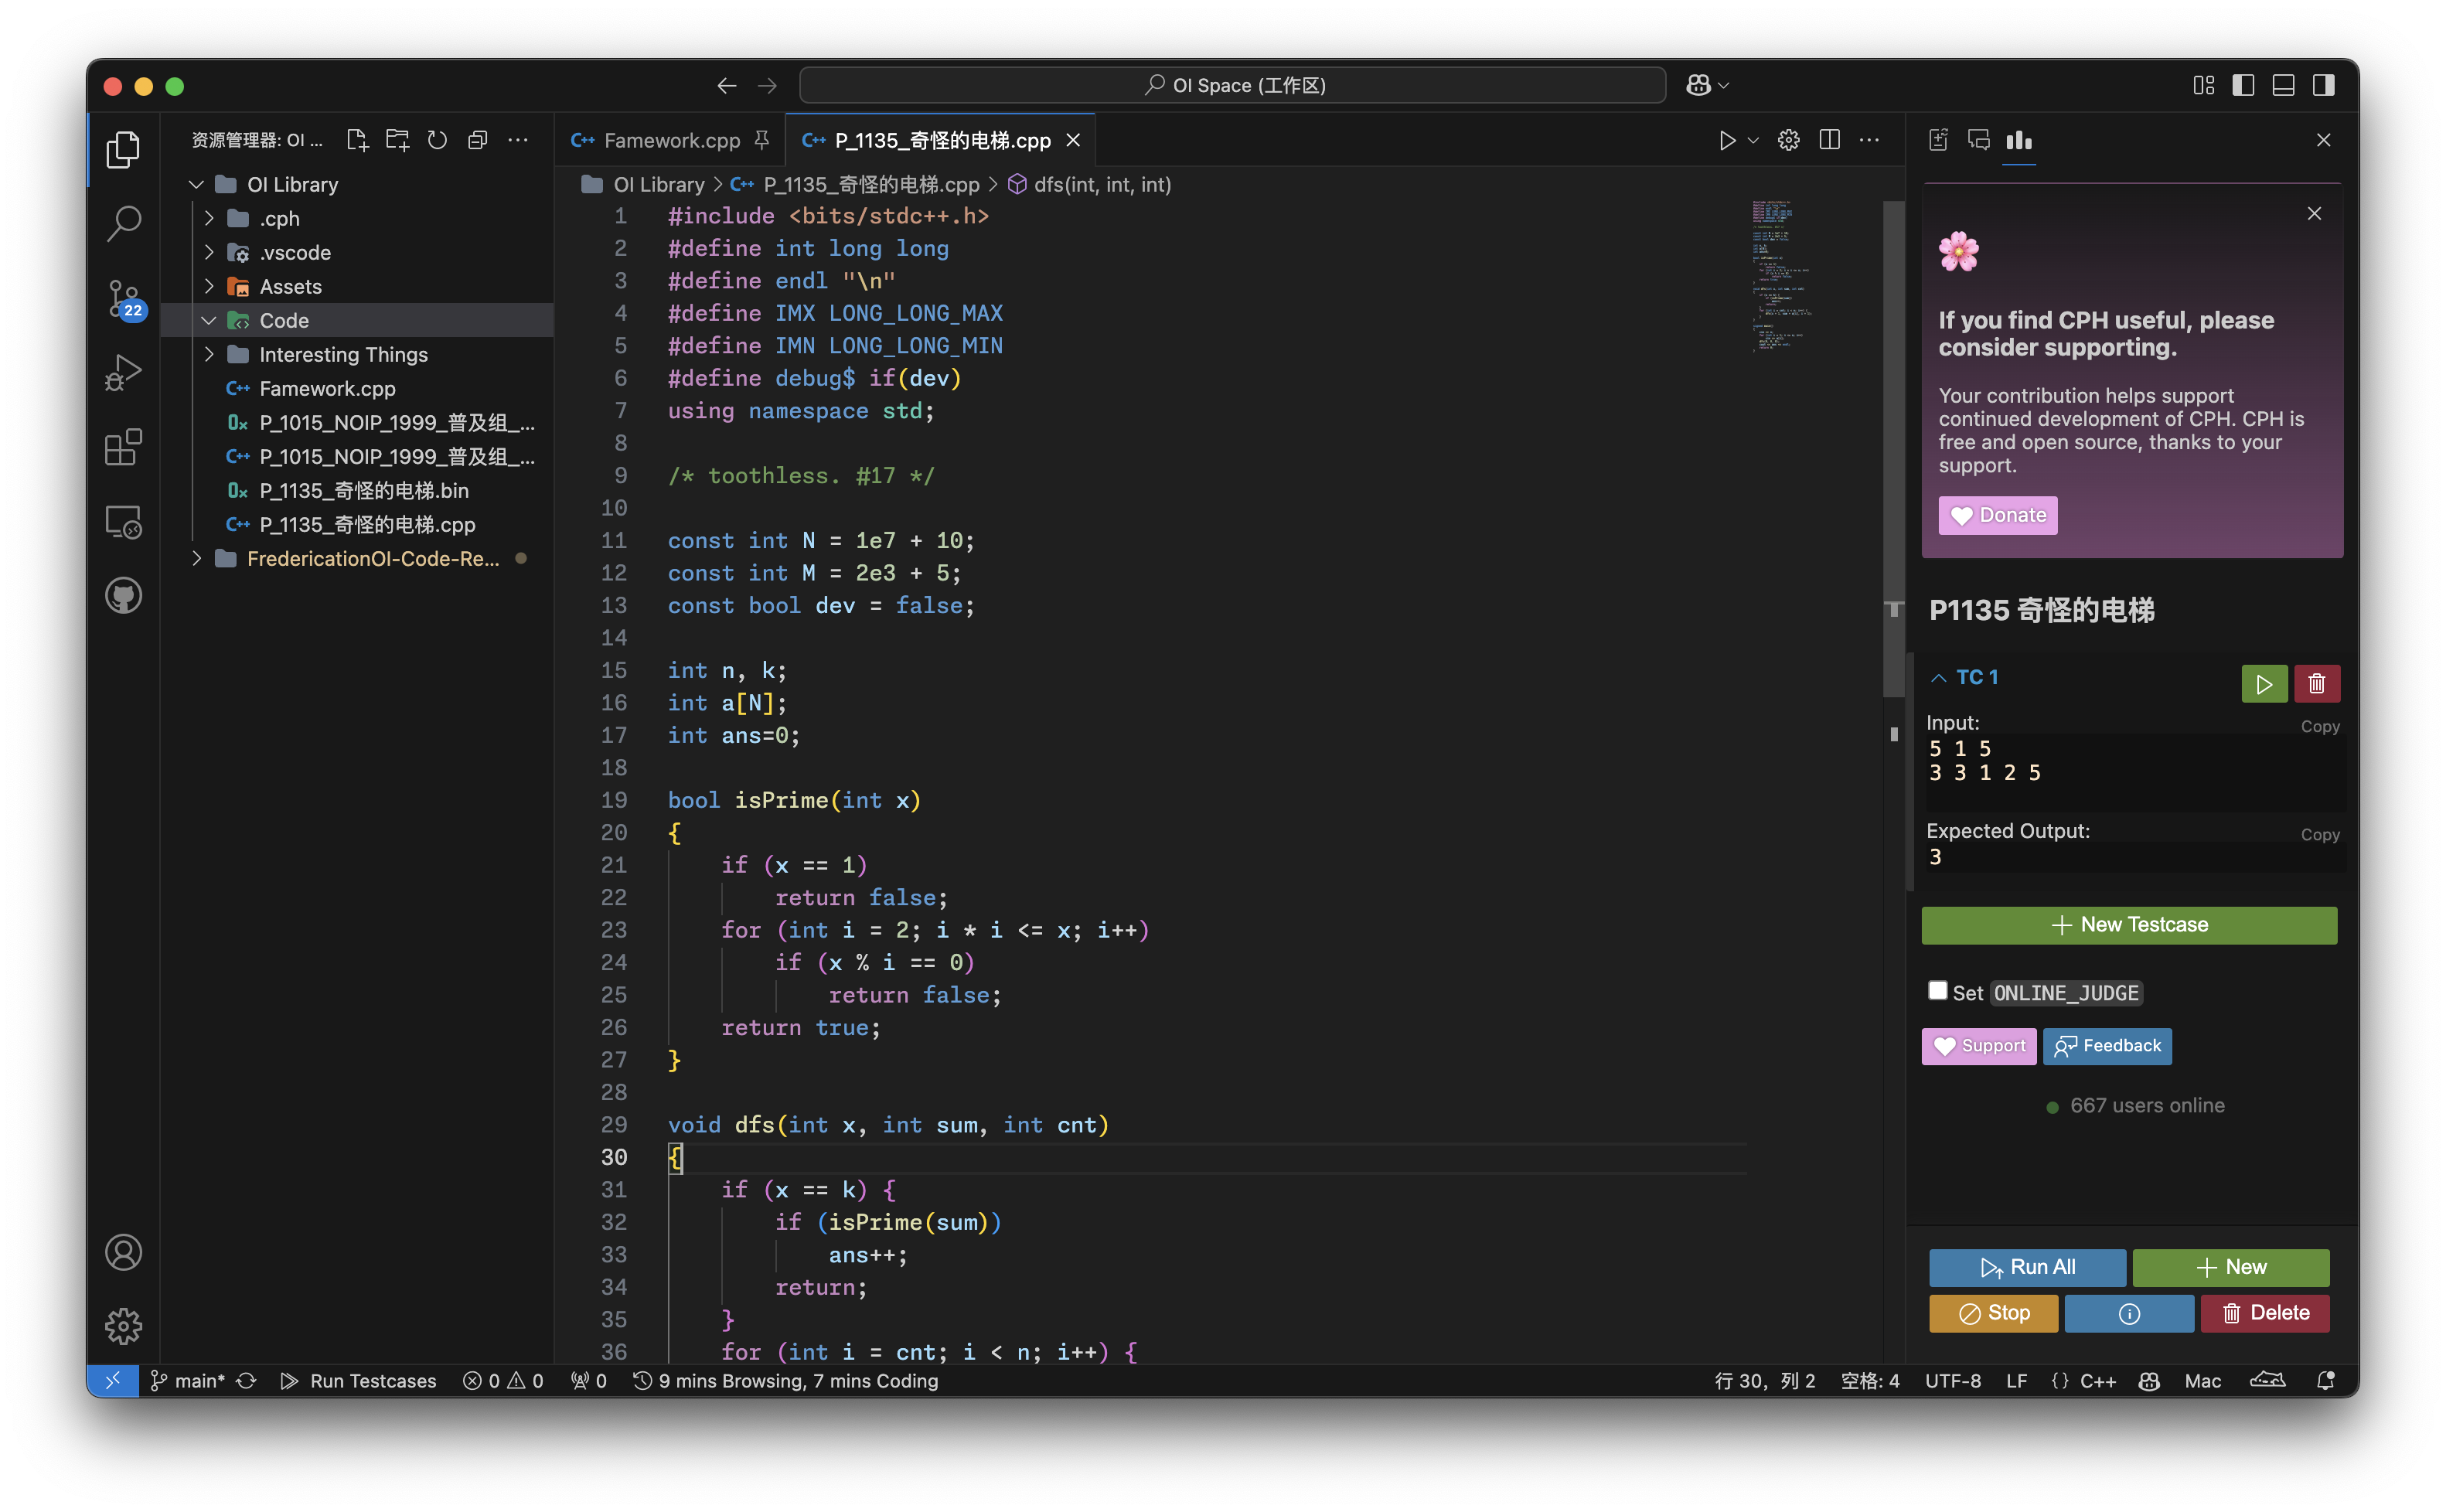 OI Space (工作区)
资源管理器: OI ...
OI Library
.cph
.vscode
Assets
Code
Interesting Things
Famework.cpp
P_1015_NOIP_1999_普及组_...
P_1015_NOIP_1999_普及组_...
P_1135_奇怪的电梯.bin
P_1135_奇怪的电梯.cpp
FredericationOI-Code-Re...
22
Famework.cpp
P_1135_奇怪的电梯.cpp
OI Library > P_1135_奇怪的电梯.cpp > dfs(int, int, int)
1 #include <bits/stdc++.h>
2 #define int long long
3 #define endl "\n"
4 #define IMX LONG_LONG_MAX
5 #define IMN LONG_LONG_MIN
6 #define debug$ if(dev)
7 using namespace std;
8
9 /* toothless. #17 */
10
11 const int N = 1e7 + 10;
12 const int M = 2e3 + 5;
13 const bool dev = false;
14
15 int n, k;
16 int a[N];
17 int ans=0;
18
19 bool isPrime(int x)
20 {
21 if (x == 1)
22 return false;
23 for (int i = 2; i * i <= x; i++)
24 if (x % i == 0)
25 return false;
26 return true;
27 }
28
29 void dfs(int x, int sum, int cnt)
30 {
31 if (x == k) {
32 if (isPrime(sum))
33 ans++;
34 return;
35 }
36 for (int i = cnt; i < n; i++) {
If you find CPH useful, please
consider supporting.
Your contribution helps support
continued development of CPH. CPH is
free and open source, thanks to your
support.
Donate
P1135 奇怪的电梯
TC 1
Input:
Copy
5 1 5
3 3 1 2 5
Expected Output:
Copy
3
New Testcase
Set ONLINE_JUDGE
Support
Feedback
667 users online
Run All
New
Stop
Delete
main*
Run Testcases
0
0
0
9 mins Browsing, 7 mins Coding
行 30，列 2
空格: 4
UTF-8
LF
{} C++
Mac